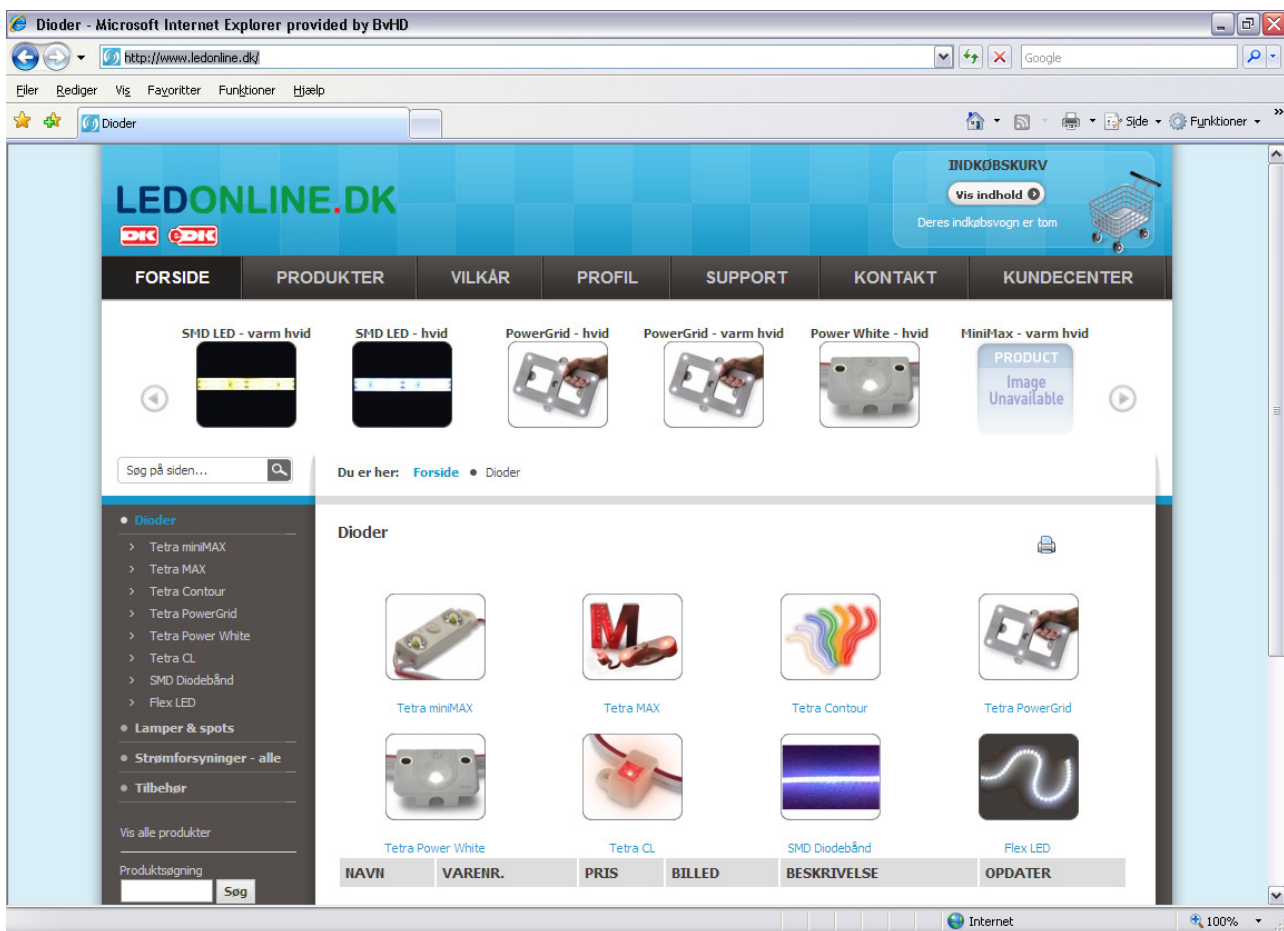 Dioder - Microsoft Internet Explorer provided by BvHD
http://www.ledonline.dk/
Google
Filer Rediger Vis Favoritter Funktioner Hjælp
Dioder
Side Funktioner
LEDONLINE.DK
DK eDK
INDKØBSKURV
Vis indhold
Deres indkøbsvogn er tom
FORSIDE PRODUKTER VILKÅR PROFIL SUPPORT KONTAKT KUNDECENTER
SMD LED - varm hvid SMD LED - hvid PowerGrid - hvid PowerGrid - varm hvid Power White - hvid MiniMax - varm hvid
PRODUCT
Image
Unavailable
Søg på siden...
Du er her: Forside • Dioder
Dioder
Tetra miniMAX
Tetra MAX
Tetra Contour
Tetra PowerGrid
Tetra Power White
Tetra CL
SMD Diodebånd
Flex LED
Lamper & spots
Strømforsyninger - alle
Tilbehør
Vis alle produkter
Produktsøgning
Søg
Dioder
M
Tetra miniMAX Tetra MAX Tetra Contour Tetra PowerGrid
Tetra Power White Tetra CL SMD Diodebånd Flex LED
NAVN VARENR. PRIS BILLED BESKRIVELSE OPDATER
Internet 100%